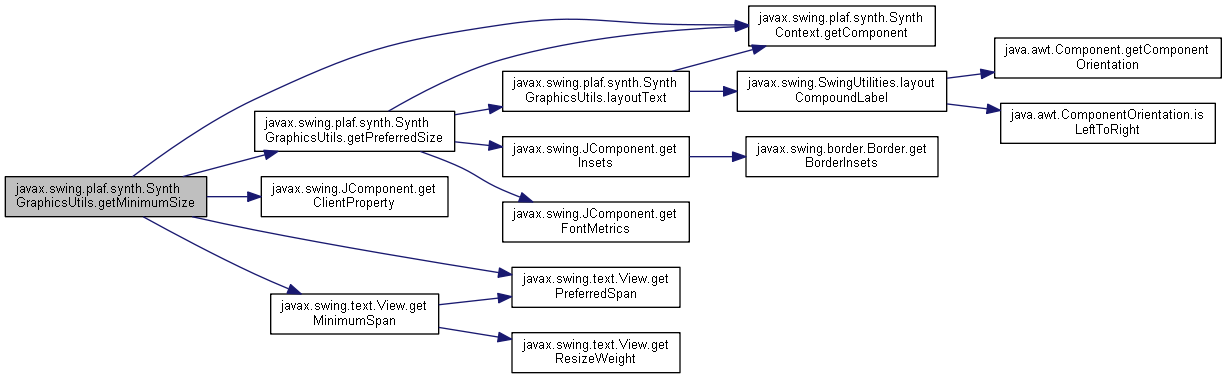 javax.swing.plaf.synth.Synth
Context.getComponent
java.awt.Component.getComponent
Orientation
javax.swing.plaf.synth.Synth
GraphicsUtils.layoutText
javax.swing.SwingUtilities.layout
CompoundLabel
java.awt.ComponentOrientation.is
LeftToRight
javax.swing.plaf.synth.Synth
GraphicsUtils.getPreferredSize
javax.swing.JComponent.get
Insets
javax.swing.border.Border.get
BorderInsets
javax.swing.plaf.synth.Synth
GraphicsUtils.getMinimumSize
javax.swing.JComponent.get
ClientProperty
javax.swing.JComponent.get
FontMetrics
javax.swing.text.View.get
PreferredSpan
javax.swing.text.View.get
MinimumSpan
javax.swing.text.View.get
ResizeWeight